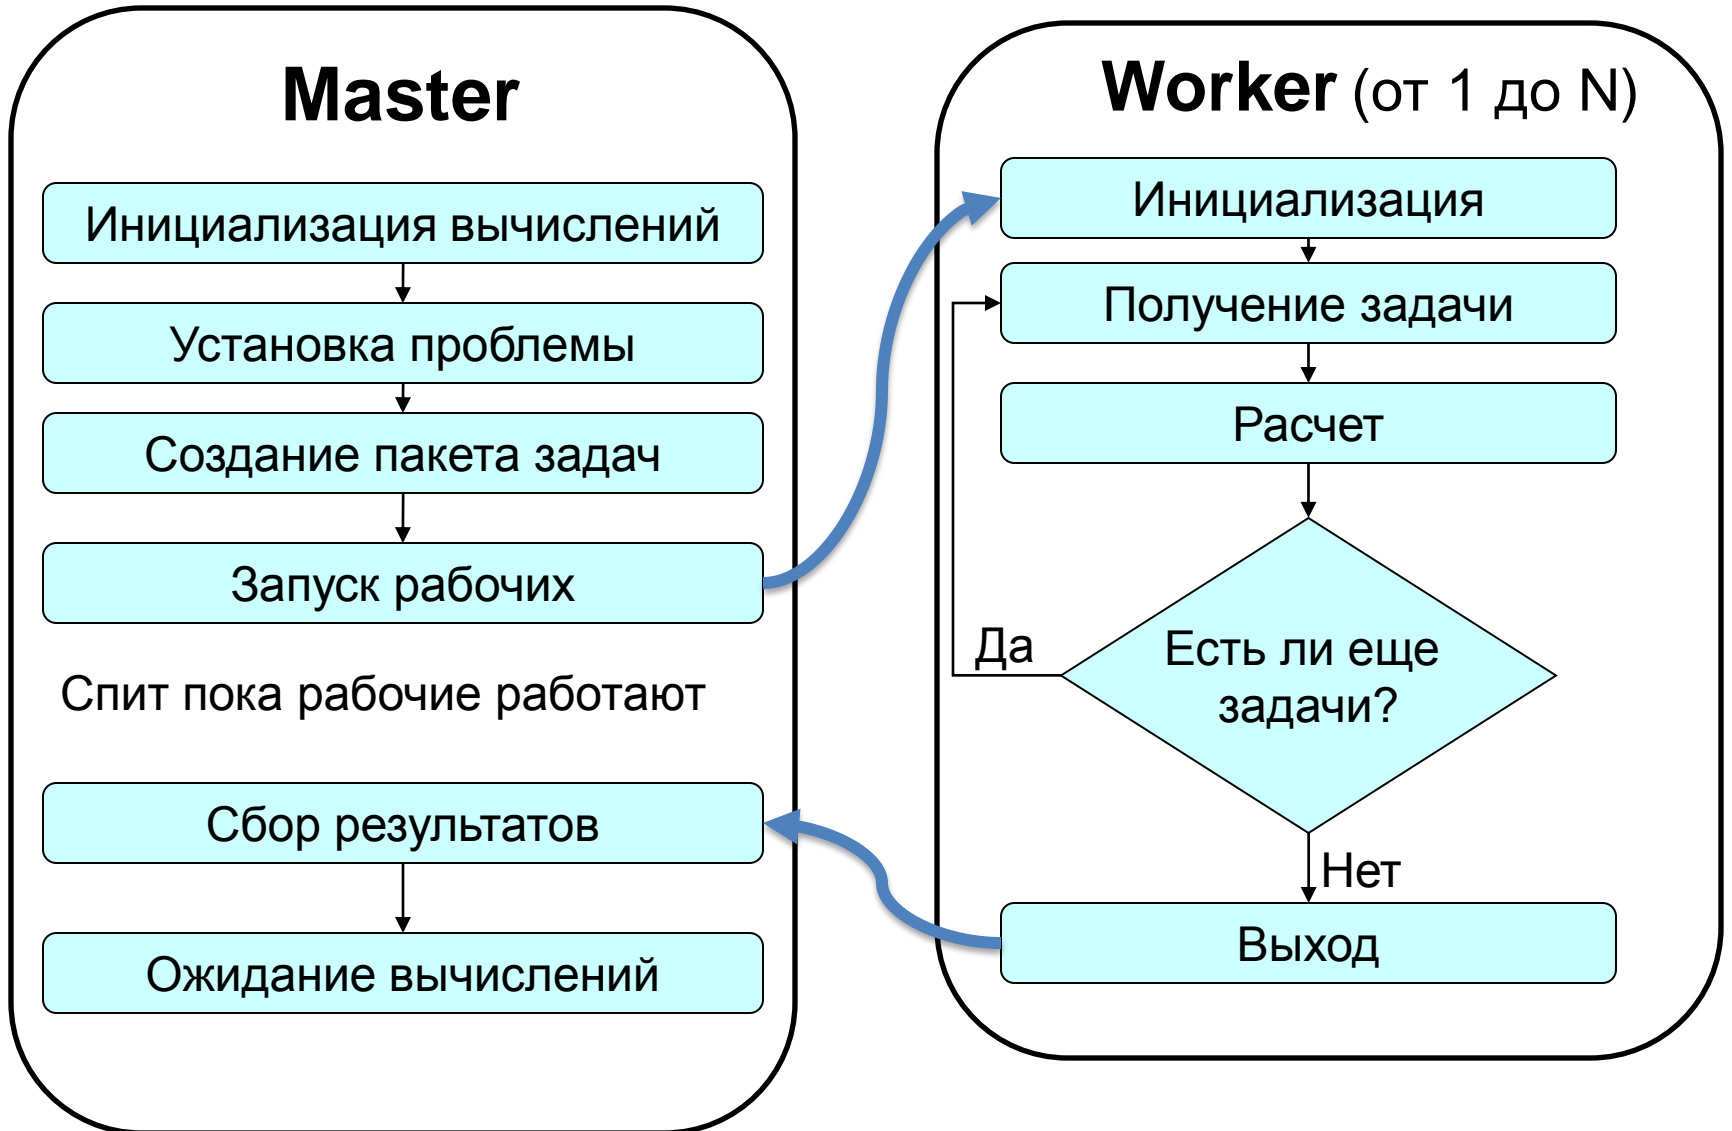 Master
Инициализация вычислений
Установка проблемы
Создание пакета задач
Запуск рабочих
Спит пока рабочие работают
Сбор результатов
Ожидание вычислений
Worker (от 1 до N)
Инициализация
Получение задачи
Расчет
Есть ли еще
задачи?
Да
Нет
Выход